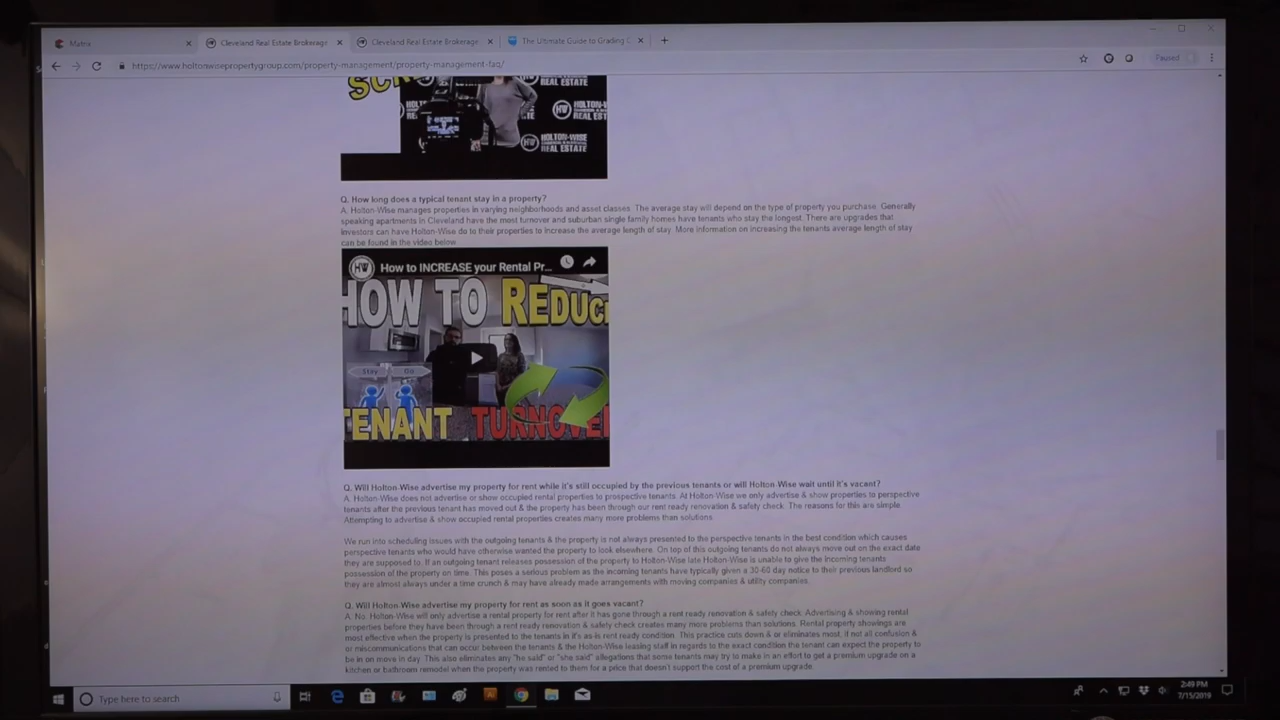 Matrix
Cleveland Real Estate Brokerage
Cleveland Real Estate Brokerage
The Ultimate Guide to Grading C
https://www.holtonwisepropertygroup.com/property-management/property-management-faq/
Paused
SCR
HOLTON-WISE
REAL ESTATE
Q. How long does a typical tenant stay in a property?
A. Holton-Wise manages properties in varying neighborhoods and asset classes. The average stay will depend on the type of property you purchase. Generally
speaking apartments in Cleveland have the most turnover and suburban single family homes have tenants who stay the longest. There are upgrades that
investors can have Holton-Wise do to their properties to increase the average length of stay. More information on increasing the tenants average length of stay
can be found in the video below
HW How to INCREASE your Rental Pr...
HOW TO REDUC
Stay Go
TENANT TURNOVE
Q. Will Holton-Wise advertise my property for rent while it's still occupied by the previous tenants or will Holton-Wise wait until it's vacant?
A. Holton-Wise does not advertise or show occupied rental properties to prospective tenants. At Holton-Wise we only advertise & show properties to perspective
tenants after the previous tenant has moved out & the property has been through our rent ready renovation & safety check. The reasons for this are simple.
Attempting to advertise & show occupied rental properties creates many more problems than solutions.
We run into scheduling issues with the outgoing tenants & the property is not always presented to the perspective tenants in the best condition which causes
perspective tenants who would have otherwise wanted the property to look elsewhere. On top of this outgoing tenants do not always move out on the exact date
they are supposed to. If an outgoing tenant releases possession of the property to Holton-Wise late Holton-Wise is unable to give the incoming tenants
possession of the property on time. This poses a serious problem as the incoming tenants have typically given a 30-60 day notice to their previous landlord so
they are almost always under a time crunch & may have already made arrangements with moving companies & utility companies.
Q. Will Holton-Wise advertise my property for rent as soon as it goes vacant?
A. No. Holton-Wise will only advertise a rental property for rent after it has gone through a rent ready renovation & safety check. Advertising & showing rental
properties before they have been through a rent ready renovation & safety check creates many more problems than solutions. Rental property showings are
most effective when the property is presented to the tenants in it's as-is rent ready condition. This practice cuts down & or eliminates most, if not all confusion &
or miscommunications that can occur between the tenants & the Holton-Wise leasing staff in regards to the exact condition the tenant can expect the property to
be in on move in day. This also eliminates any "he said" or "she said" allegations that some tenants may try to make in an effort to get a premium upgrade on a
kitchen or bathroom remodel when the property was rented to them for a price that doesn't support the cost of a premium upgrade.
Type here to search
2:49 PM
7/15/2019